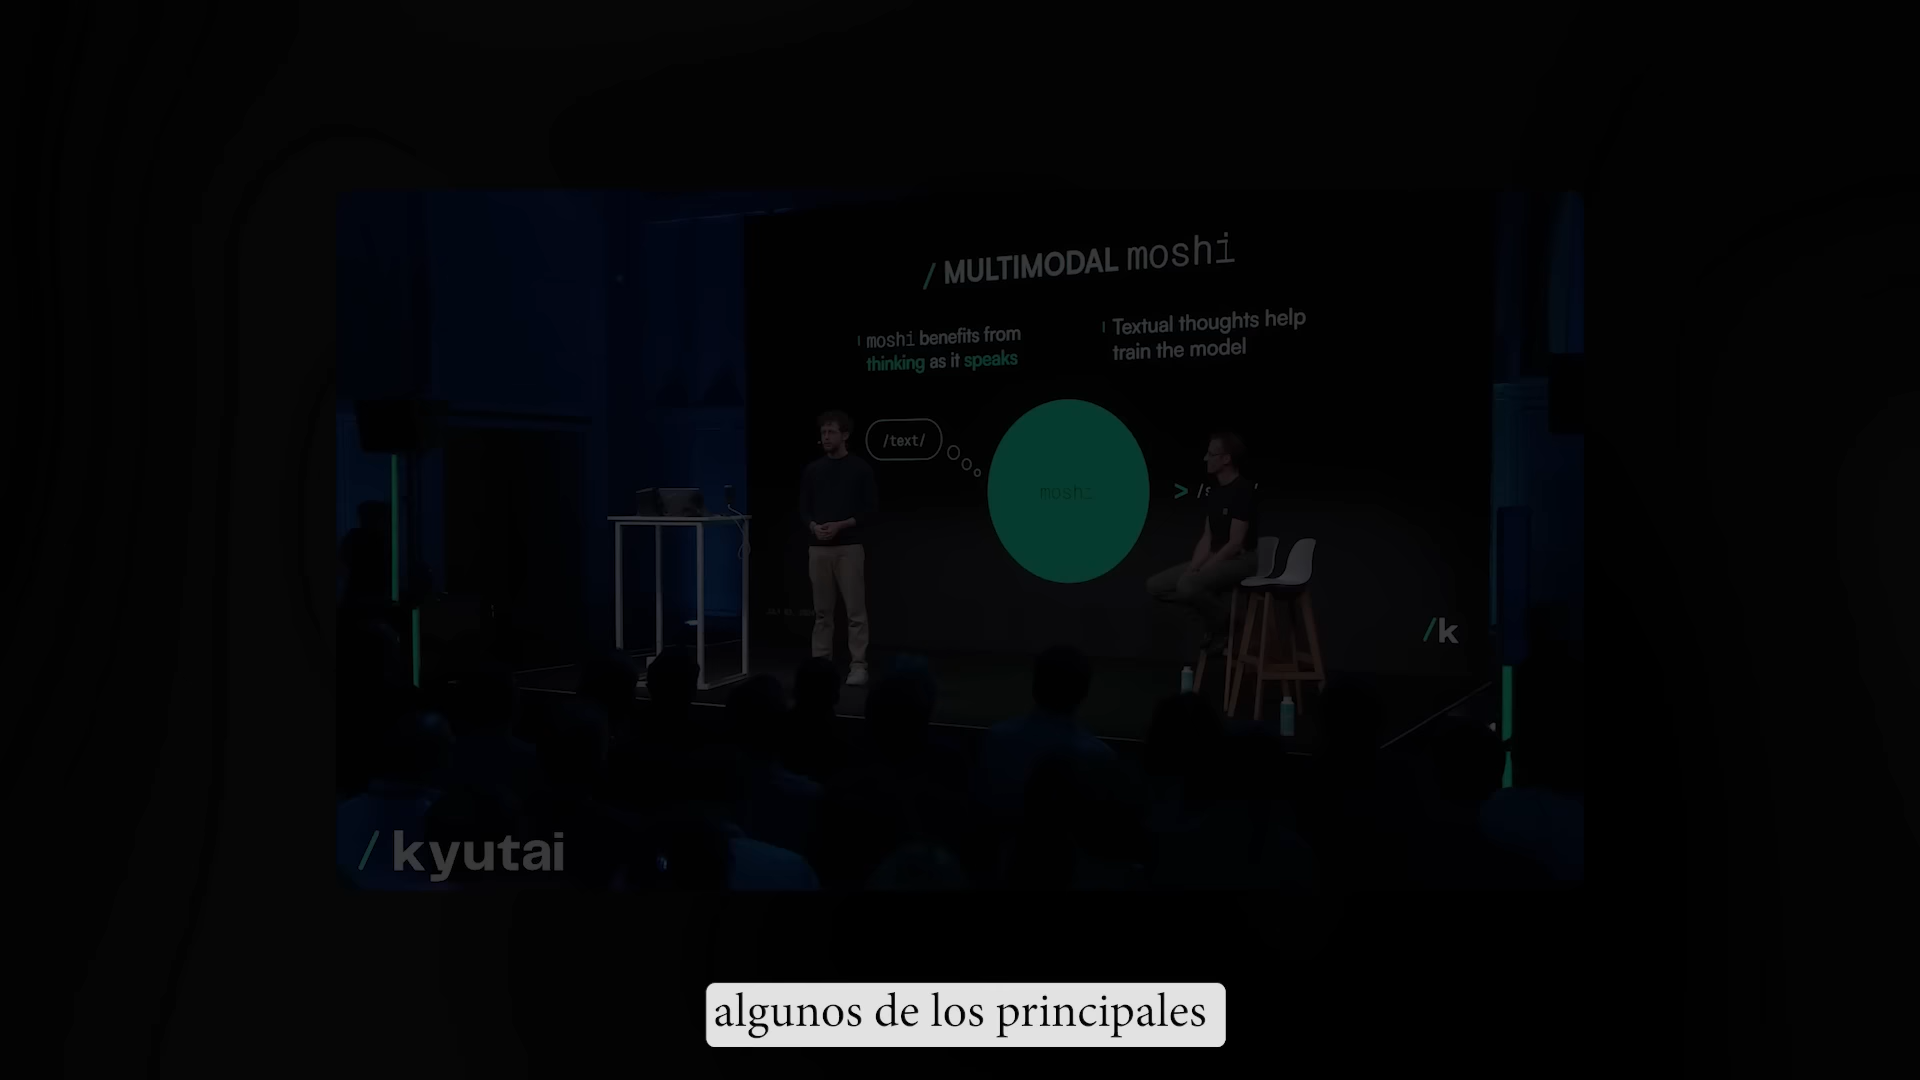 / MULTIMODAL moshi
moshi benefits from
thinking as it speaks
Textual thoughts help
train the model
/text/
moshi
/k
/ kyutai
algunos de los principales